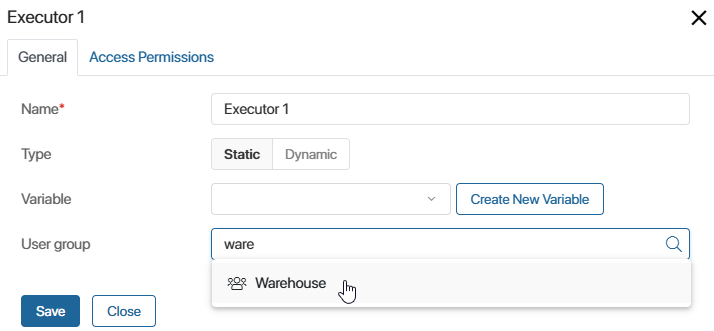 Executor 1
General Access Permissions
Name* Executor 1
Type Static Dynamic
Variable Create New Variable
User group ware
Warehouse
Save Close